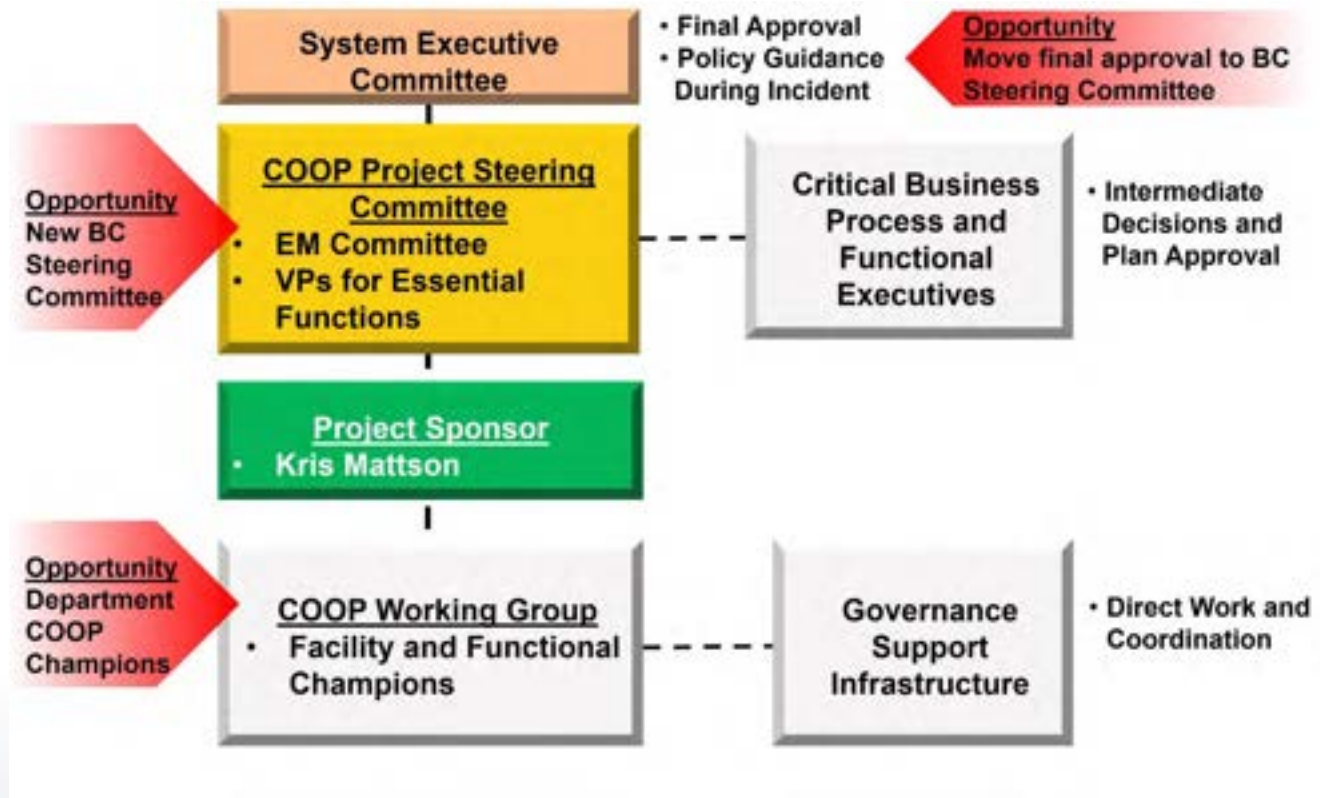 System Executive
Committee
• Final Approval
• Policy Guidance
During Incident
Opportunity
Move final approval to BC
Steering Committee
Opportunity
New BC
Steering
Committee
COOP Project Steering
Committee
• EM Committee
• VPs for Essential
Functions
Critical Business
Process and
Functional
Executives
• Intermediate
Decisions and
Plan Approval
Project Sponsor
• Kris Mattson
Opportunity
Department
COOP
Champions
COOP Working Group
• Facility and Functional
Champions
Governance
Support
Infrastructure
• Direct Work and
Coordination